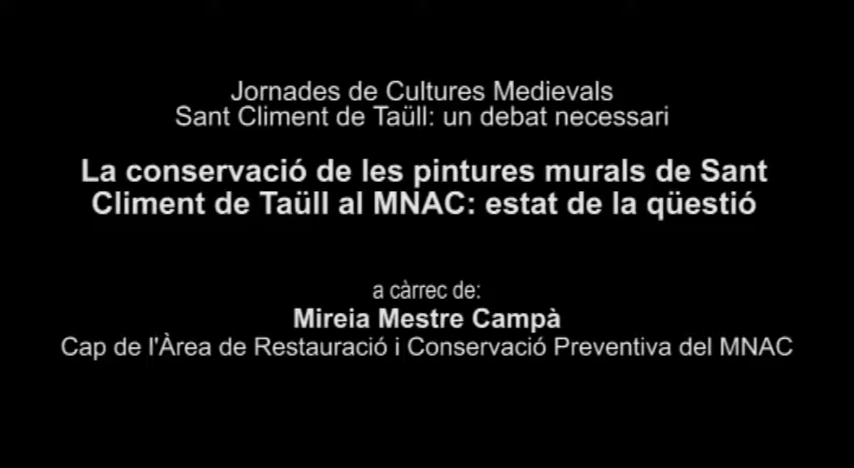 Jornades de Cultures Medievals
Sant Climent de Taüll: un debat necessari
La conservació de les pintures murals de Sant
Climent de Taüll al MNAC: estat de la qüestió
a càrrec de:
Mireia Mestre Campà
Cap de l'Àrea de Restauració i Conservació Preventiva del MNAC